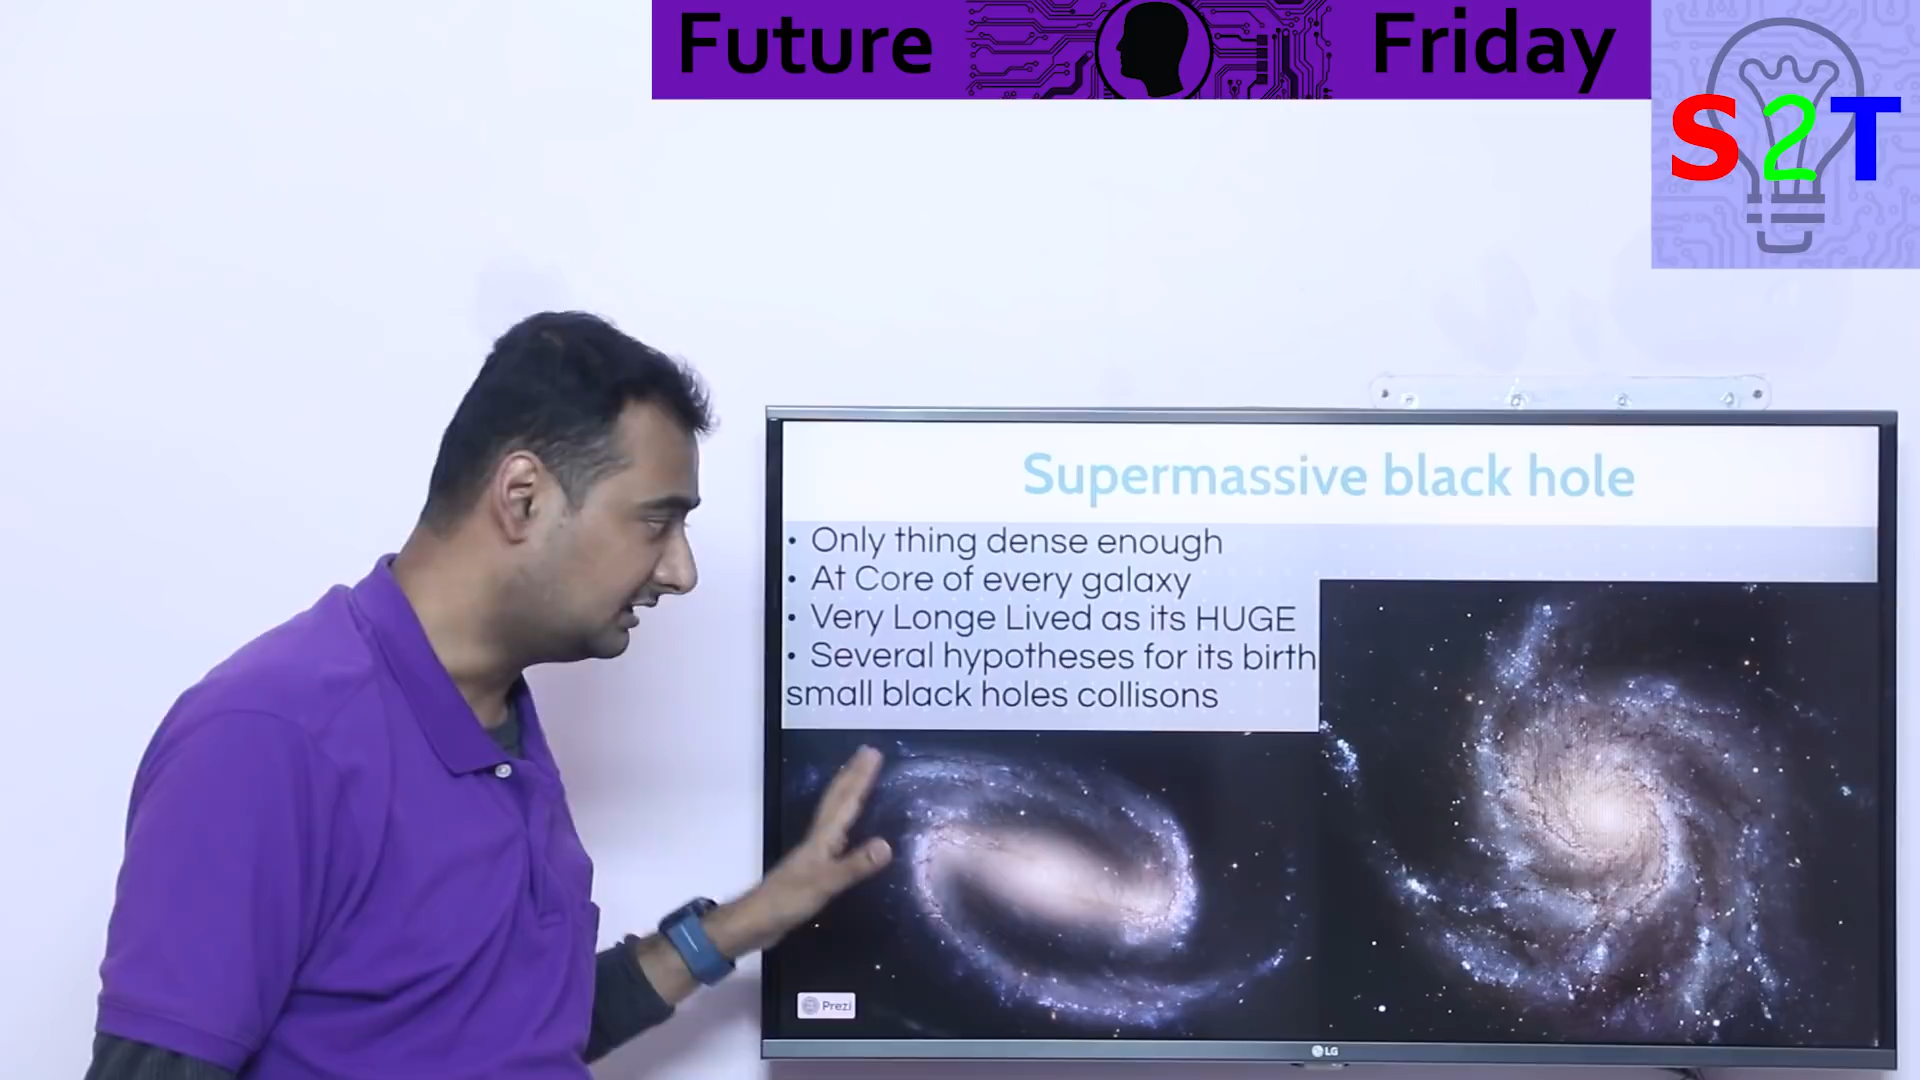 Future Friday
S2T
Supermassive black hole
• Only thing dense enough
• At Core of every galaxy
• Very Longe Lived as its HUGE
• Several hypotheses for its birth
small black holes collisons
Prezi
LG